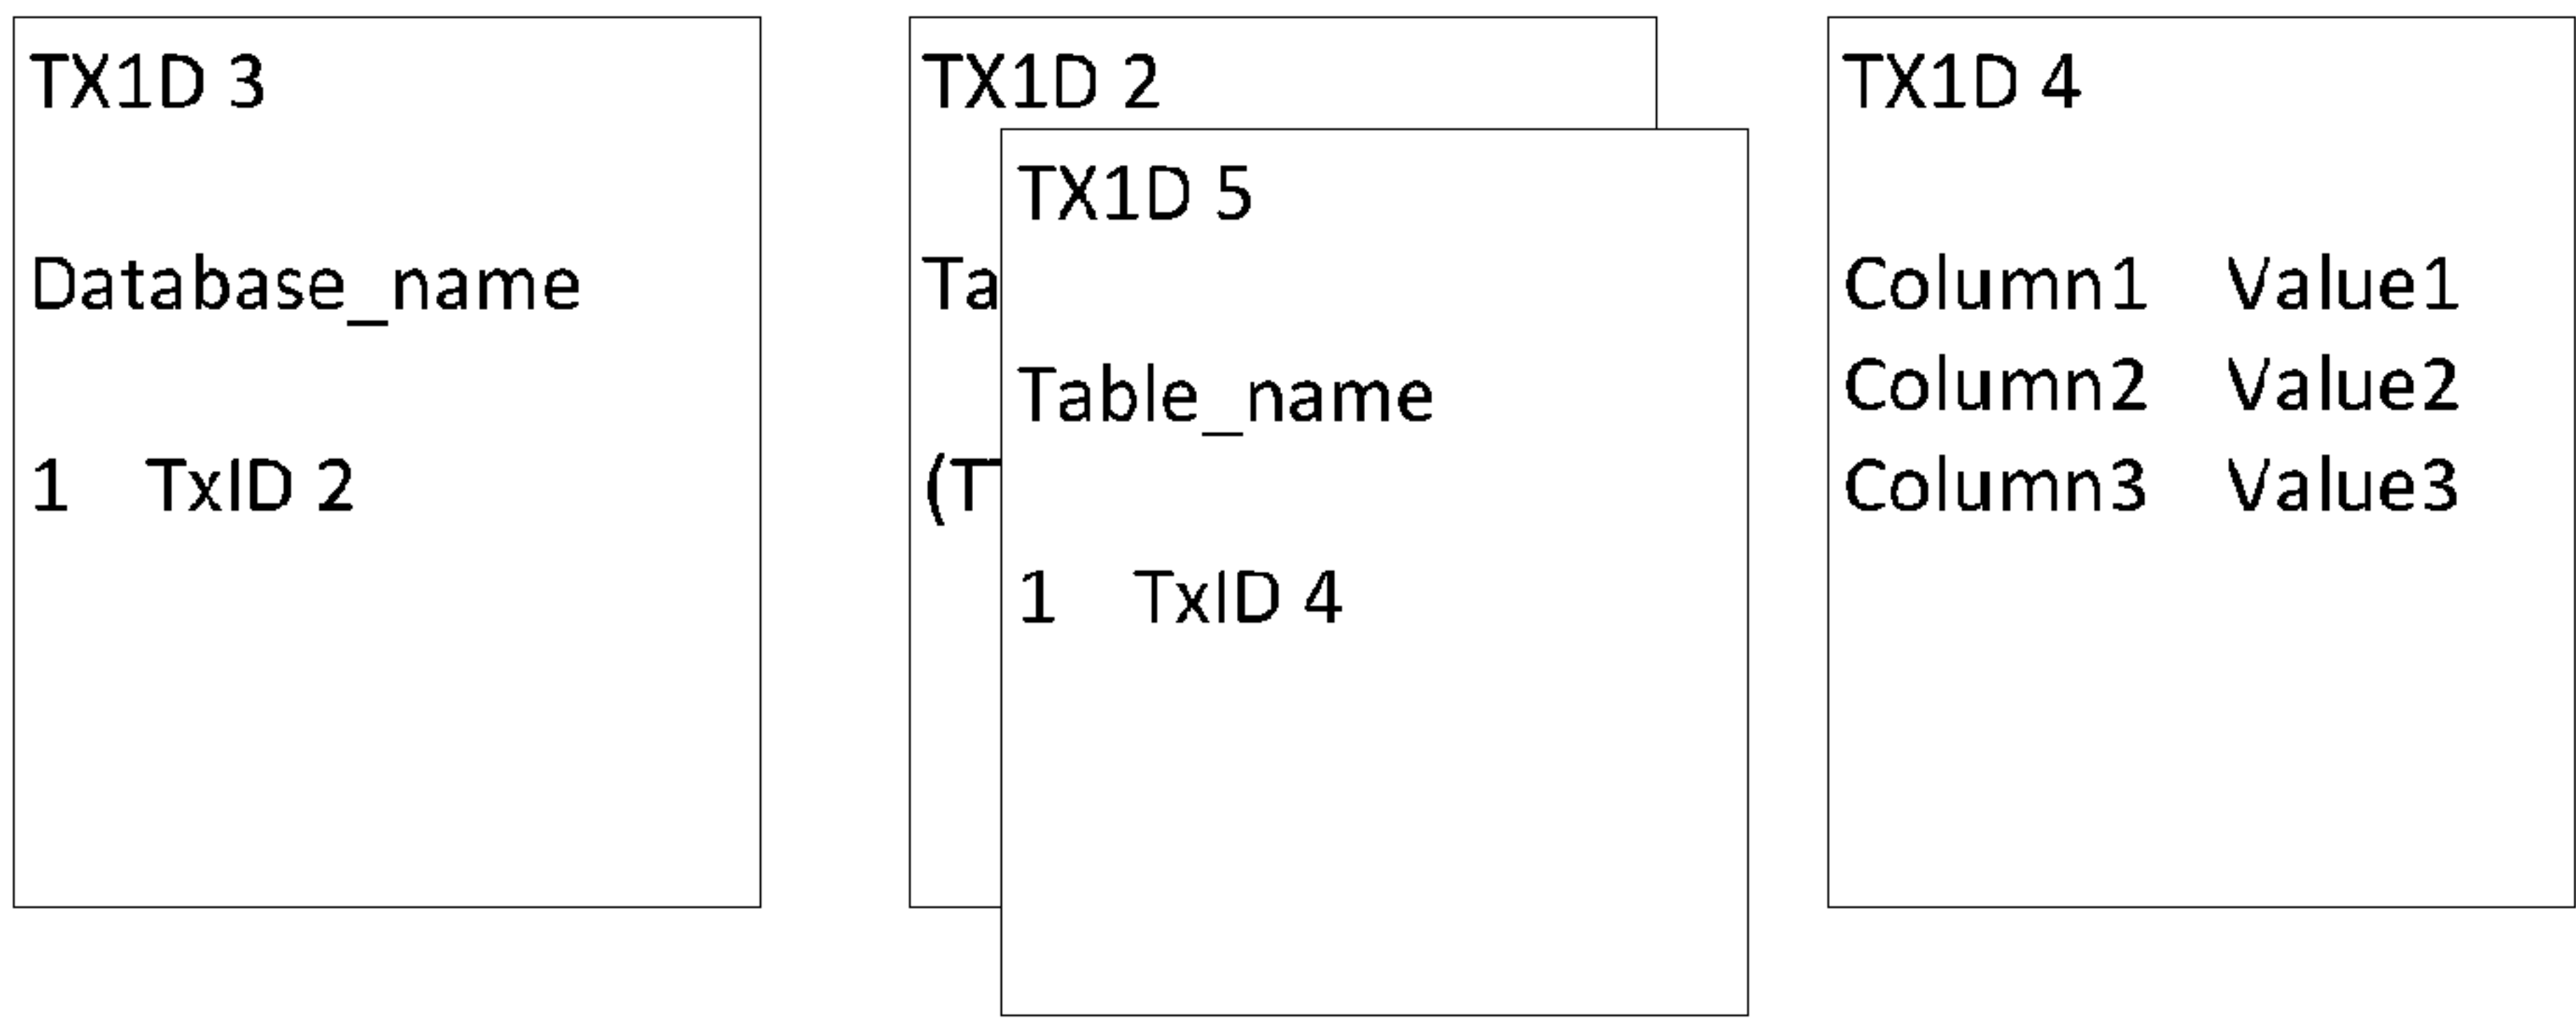 TX1D 3
Database_name
1 TxID 2
TX1D 2
Ta
(T
TX1D 5
Table_name
1 TxID 4
TX1D 4
Column1 Value1
Column2 Value2
Column3 Value3